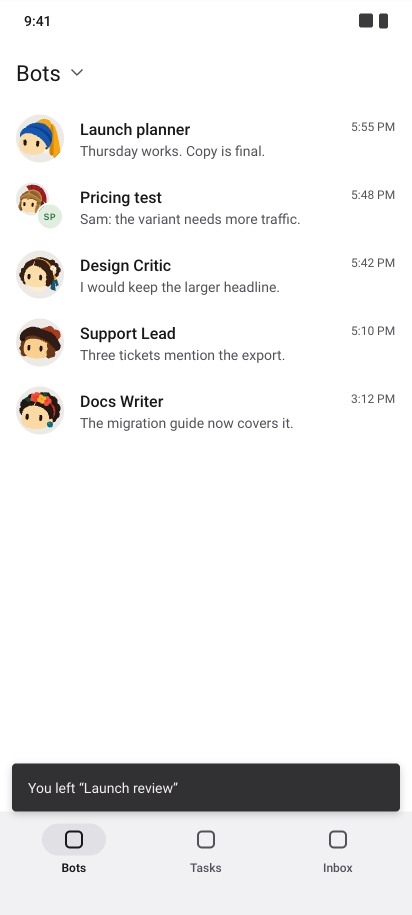 9:41
Bots
Launch planner
5:55 PM
Thursday works. Copy is final.
Pricing test
5:48 PM
SP
Sam: the variant needs more traffic.
Design Critic
5:42 PM
I would keep the larger headline.
Support Lead
5:10 PM
Three tickets mention the export.
Docs Writer
3:12 PM
The migration guide now covers it.
You left “Launch review”
Bots
Tasks
Inbox